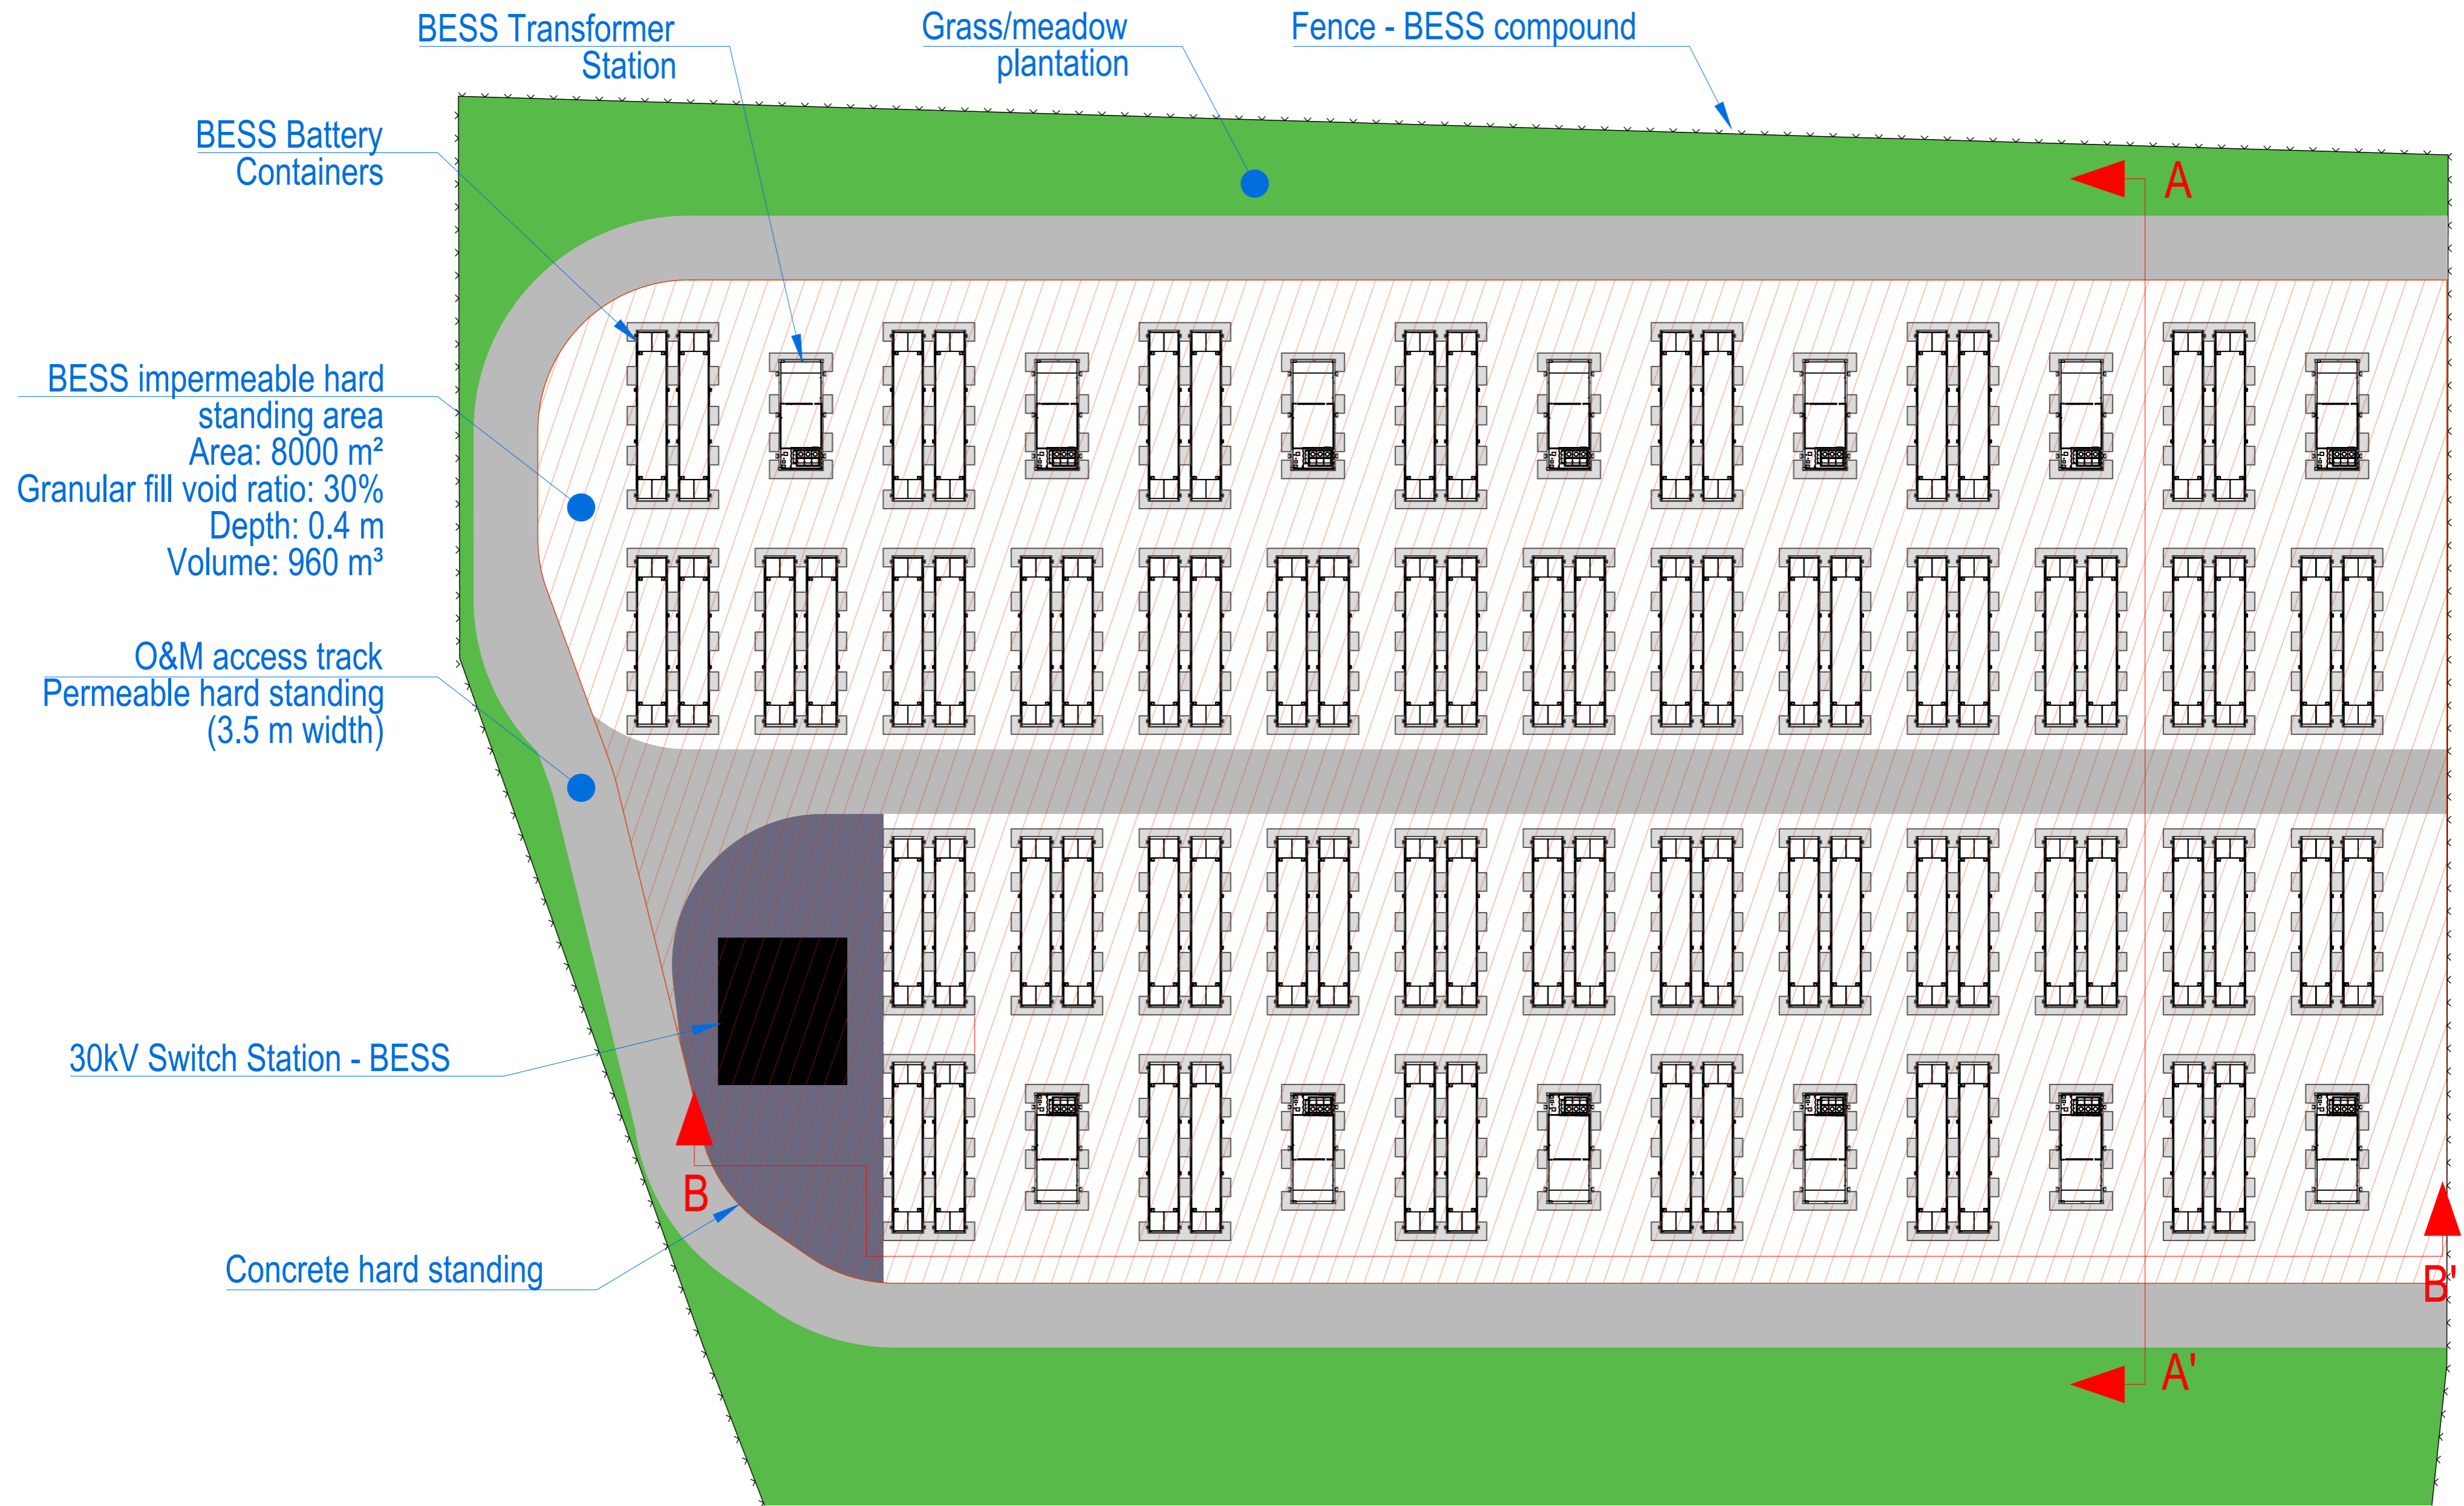 BESS Transformer
Station
Grass/meadow
plantation
Fence - BESS compound
BESS Battery
Containers
A
BESS impermeable hard
standing area
Area: 8000 m²
Granular fill void ratio: 30%
Depth: 0.4 m
Volume: 960 m³
O&M access track
Permeable hard standing
(3.5 m width)
30kV Switch Station - BESS
B
Concrete hard standing
B'
A'